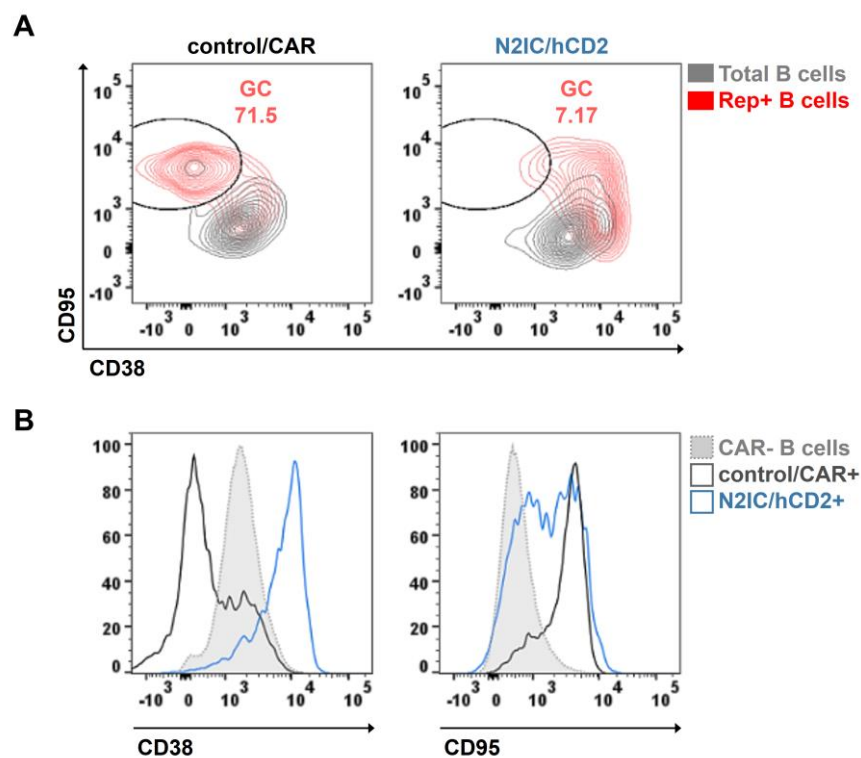 A
control/CAR
N2IC/hCD2
GC
71.5
GC
7.17
Total B cells
Rep+ B cells
CD95
10^5
10^4
10^3
0
-10^3
-10^3 0 10^3 10^4 10^5
10^5
10^4
10^3
0
-10^3
-10^3 0 10^3 10^4 10^5
CD38
B
100
80
60
40
20
0
-10^3 0 10^3 10^4 10^5
CD38
100
80
60
40
20
0
-10^3 0 10^3 10^4 10^5
CD95
CAR- B cells
control/CAR+
N2IC/hCD2+